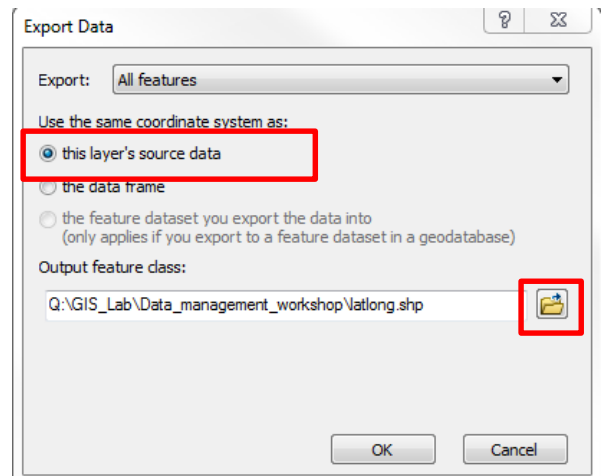 Export Data
Export: All features
Use the same coordinate system as:
this layer's source data
the data frame
the feature dataset you export the data into
(only applies if you export to a feature dataset in a geodatabase)
Output feature class:
Q:\GIS_Lab\Data_management_workshop\latlong.shp
OK Cancel